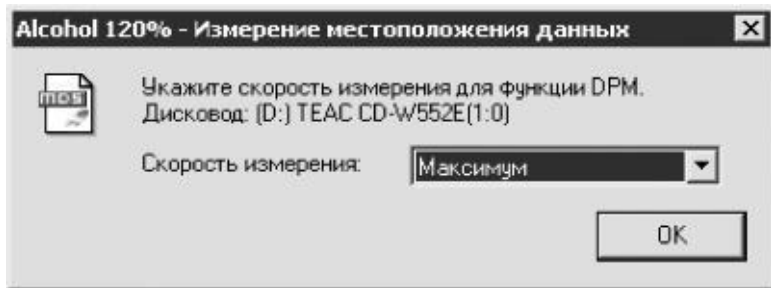 Alcohol 120% - Измерение местоположения данных
mds
Укажите скорость измерения для функции DPM.
Дисковод: (D:) TEAC CD-W552E(1:0)
Скорость измерения: Максимум
OK